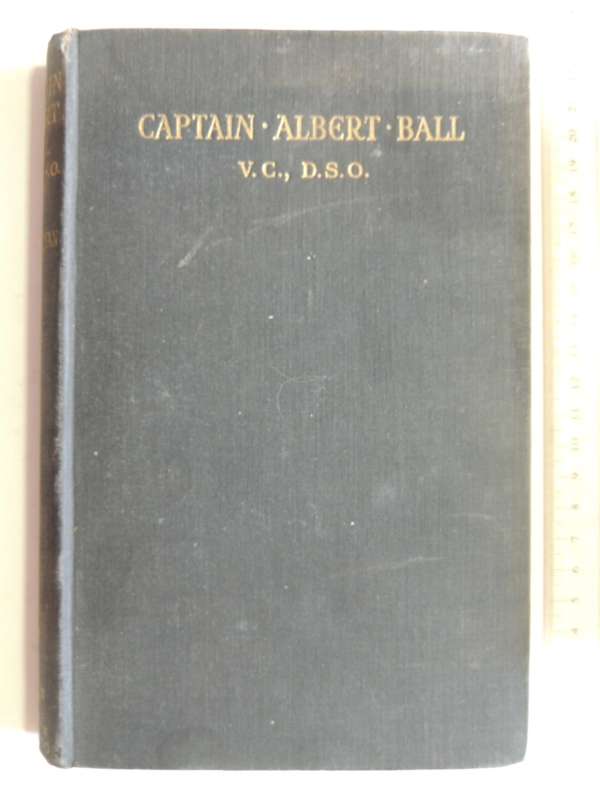 CAPTAIN · ALBERT · BALL
V. C., D.S.O.